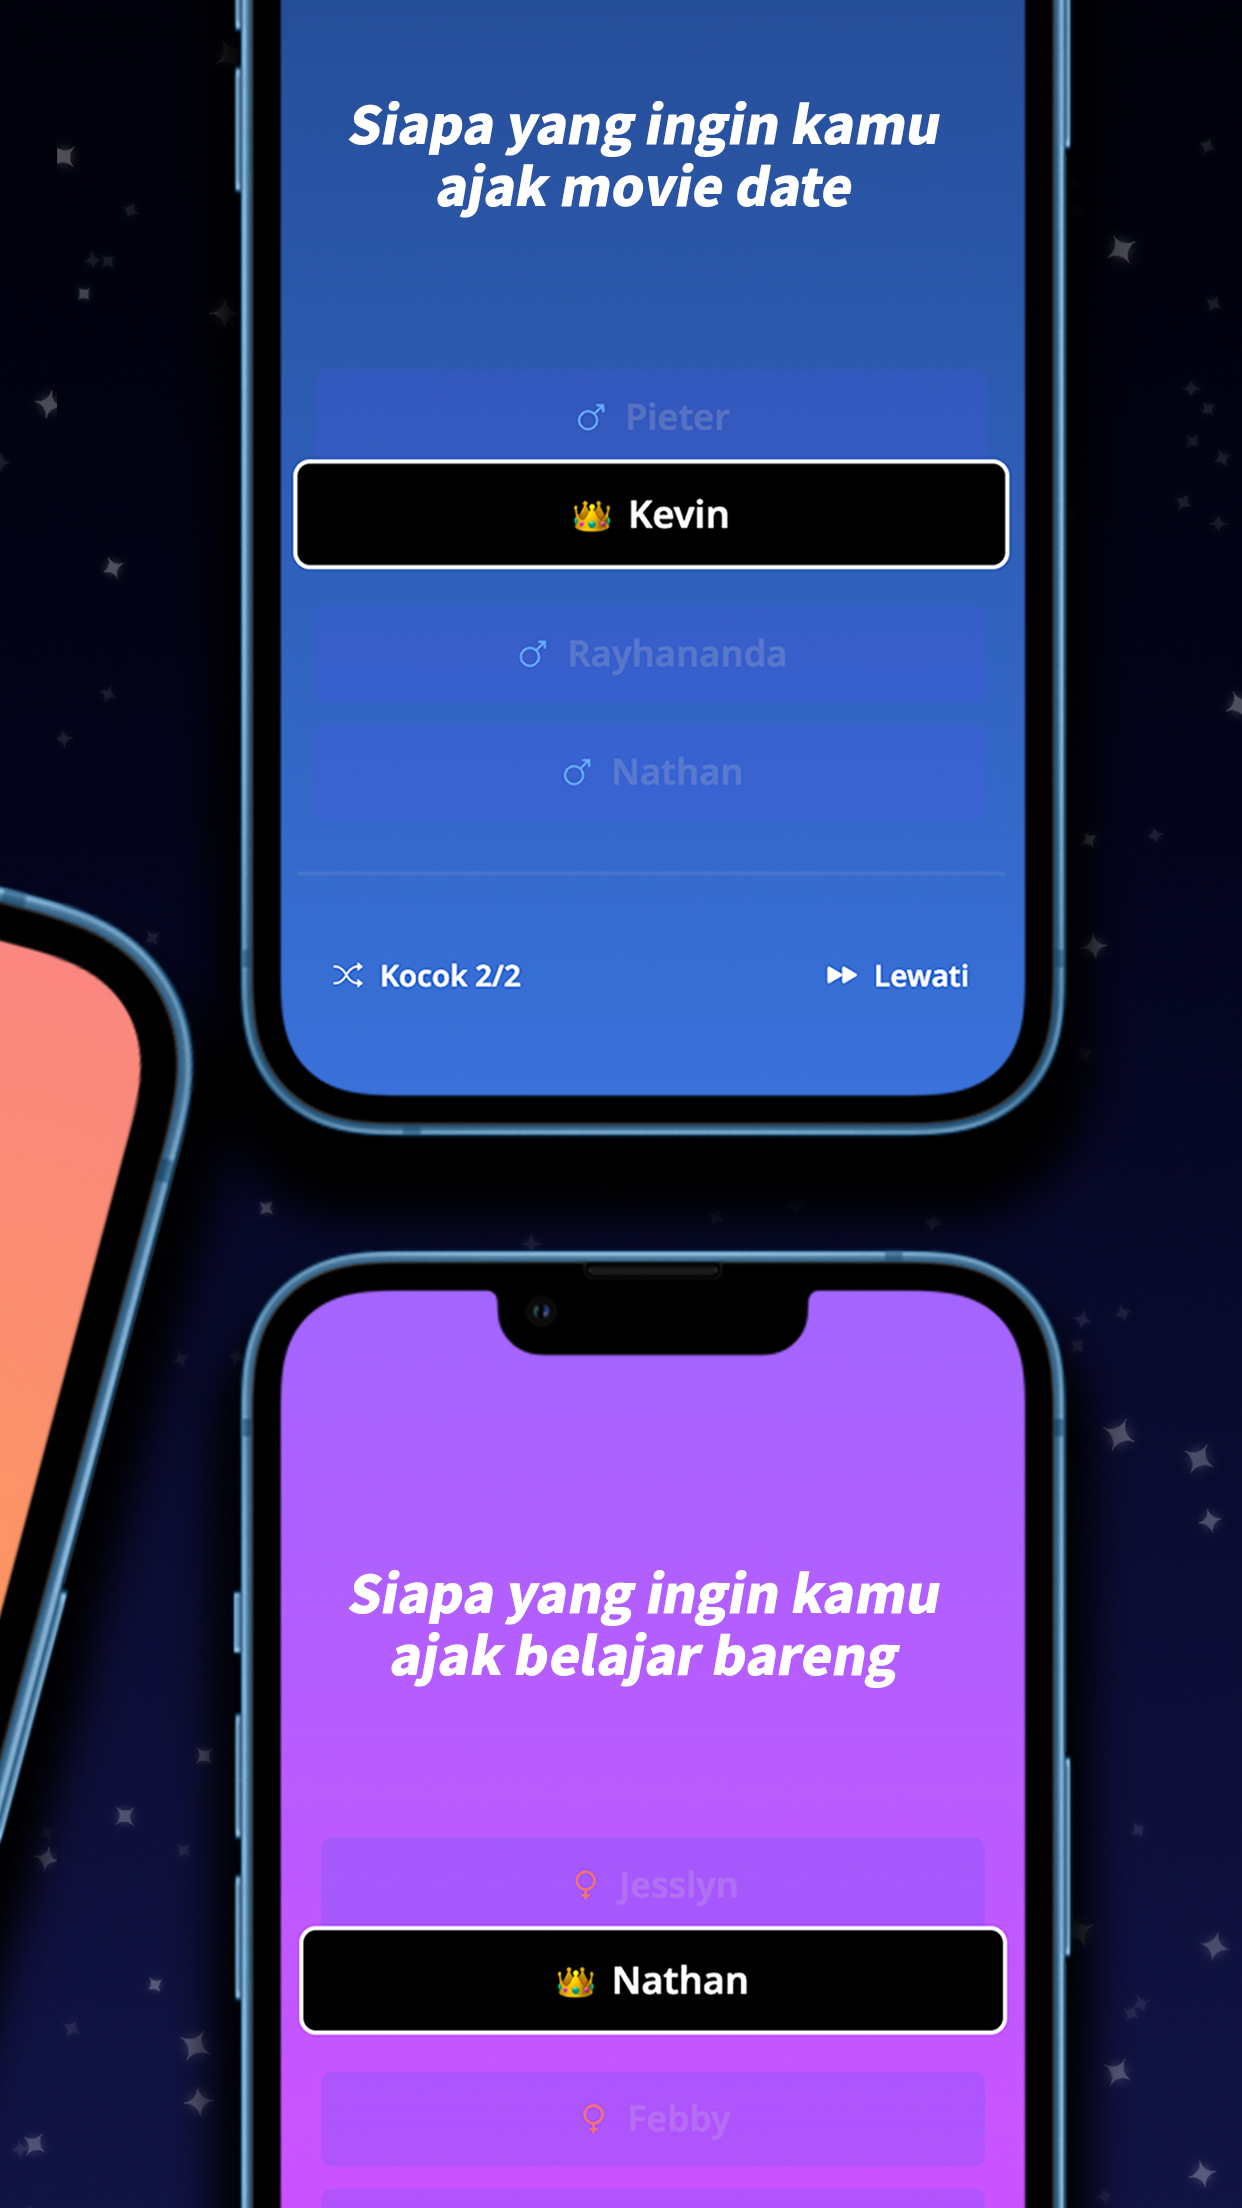 Siapa yang ingin kamu
ajak movie date
Pieter
Kevin
Rayhananda
Nathan
Kocok 2/2
Lewati
Siapa yang ingin kamu
ajak belajar bareng
Jesslyn
Nathan
Febby